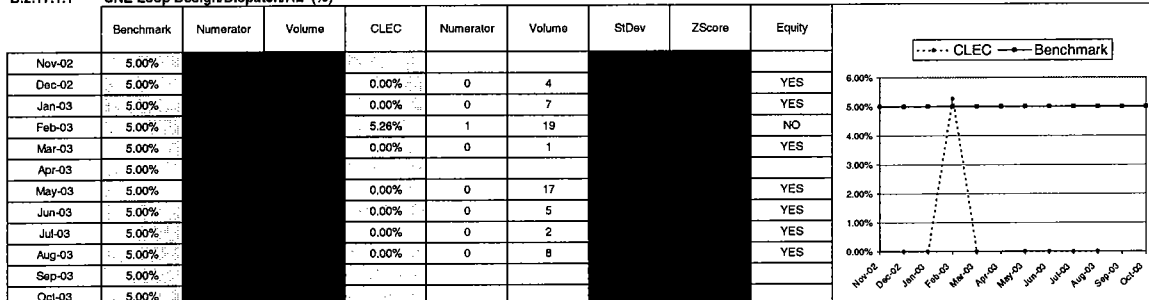 B.2.17.1.1 UNE Loop Design/Dispatch/AL (%)
Benchmark Numerator Volume CLEC Numerator Volume StDev ZScore Equity
Nov-02 5.00%
Dec-02 5.00% 0.00% 0 4 YES
Jan-03 5.00% 0.00% 0 7 YES
Feb-03 5.00% 5.26% 1 19 NO
Mar-03 5.00% 0.00% 0 1 YES
Apr-03 5.00%
May-03 5.00% 0.00% 0 17 YES
Jun-03 5.00% 0.00% 0 5 YES
Jul-03 5.00% 0.00% 0 2 YES
Aug-03 5.00% 0.00% 0 8 YES
Sep-03 5.00%
Oct-03 5.00%
CLEC Benchmark
6.00%
5.00%
4.00%
3.00%
2.00%
1.00%
0.00%
Nov-02 Dec-02 Jan-03 Feb-03 Mar-03 Apr-03 May-03 Jun-03 Jul-03 Aug-03 Sep-03 Oct-03